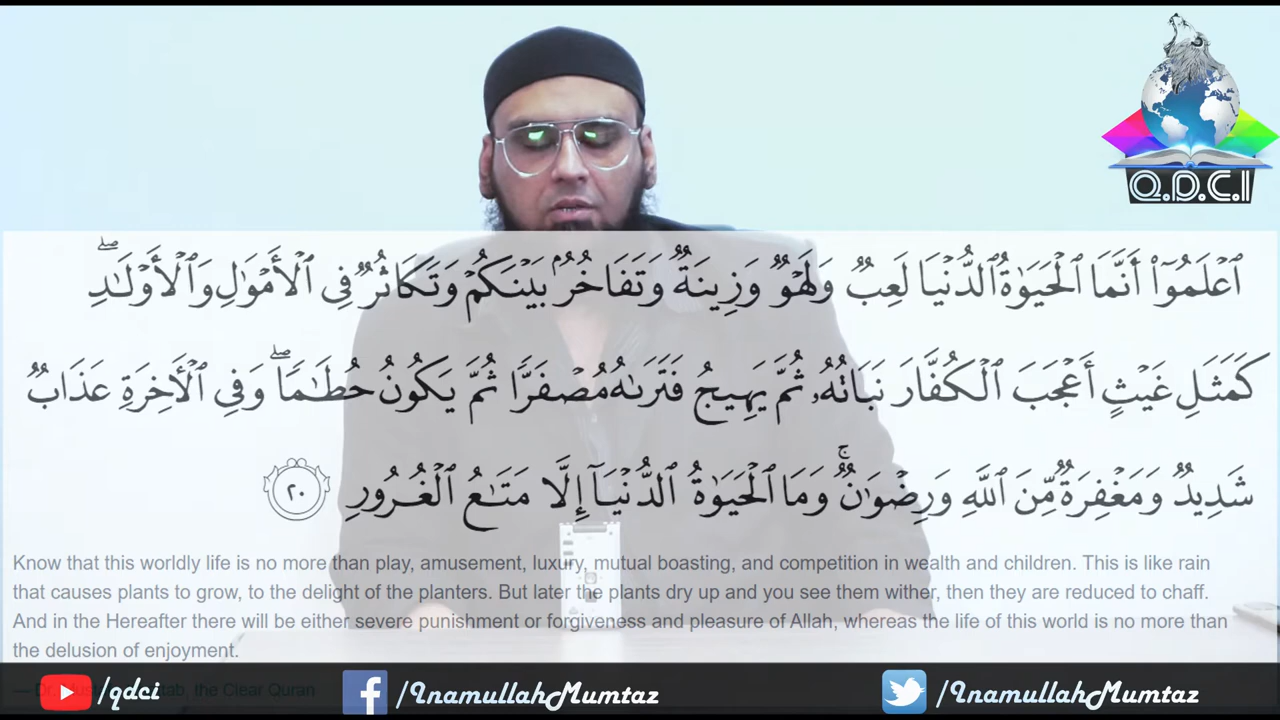 Q.D.C.I
ٱعۡلَمُوٓاْ أَنَّمَا ٱلۡحَيَوٰةُ ٱلدُّنۡيَا لَعِبٞ وَلَهۡوٞ وَزِينَةٞ وَتَفَاخُرُۢ بَيۡنَكُمۡ وَتَكَاثُرٞ فِي ٱلۡأَمۡوَٰلِ وَٱلۡأَوۡلَٰدِۖ
كَمَثَلِ غَيۡثٍ أَعۡجَبَ ٱلۡكُفَّارَ نَبَاتُهُۥ ثُمَّ يَهِيجُ فَتَرَىٰهُ مُصۡفَرّٗا ثُمَّ يَكُونُ حُطَٰمٗاۖ وَفِي ٱلۡأٓخِرَةِ عَذَابٞ
شَدِيدٞ وَمَغۡفِرَةٞ مِّنَ ٱللَّهِ وَرِضۡوَٰنٞۚ وَمَا ٱلۡحَيَوٰةُ ٱلدُّنۡيَآ إِلَّا مَتَٰعُ ٱلۡغُرُورِ ٢٠
Know that this worldly life is no more than play, amusement, luxury, mutual boasting, and competition in wealth and children. This is like rain
that causes plants to grow, to the delight of the planters. But later the plants dry up and you see them wither, then they are reduced to chaff.
And in the Hereafter there will be either severe punishment or forgiveness and pleasure of Allah, whereas the life of this world is no more than
the delusion of enjoyment.
the Clear Quran
/qdci /InamullahMumtaz /InamullahMumtaz